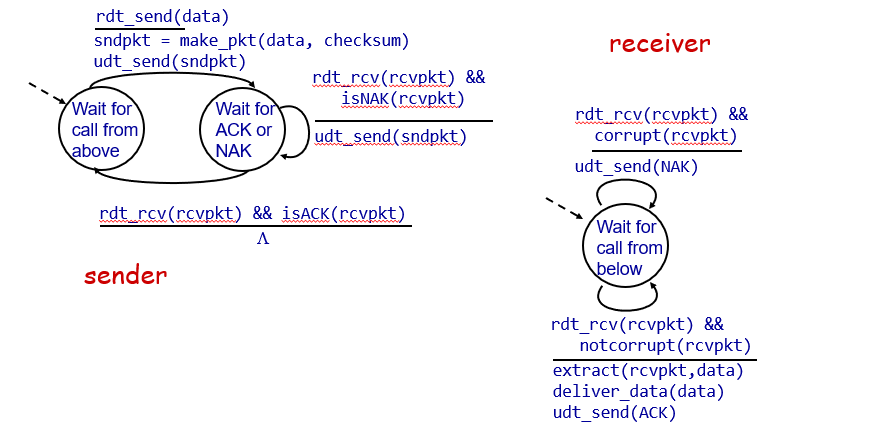 rdt_send(data)
sndpkt = make_pkt(data, checksum)
udt_send(sndpkt)
Wait for
call from
above
Wait for
ACK or
NAK
rdt_rcv(rcvpkt) &&
isNAK(rcvpkt)
udt_send(sndpkt)
rdt_rcv(rcvpkt) && isACK(rcvpkt)
Λ
sender
receiver
rdt_rcv(rcvpkt) &&
corrupt(rcvpkt)
udt_send(NAK)
Wait for
call from
below
rdt_rcv(rcvpkt) &&
notcorrupt(rcvpkt)
extract(rcvpkt,data)
deliver_data(data)
udt_send(ACK)